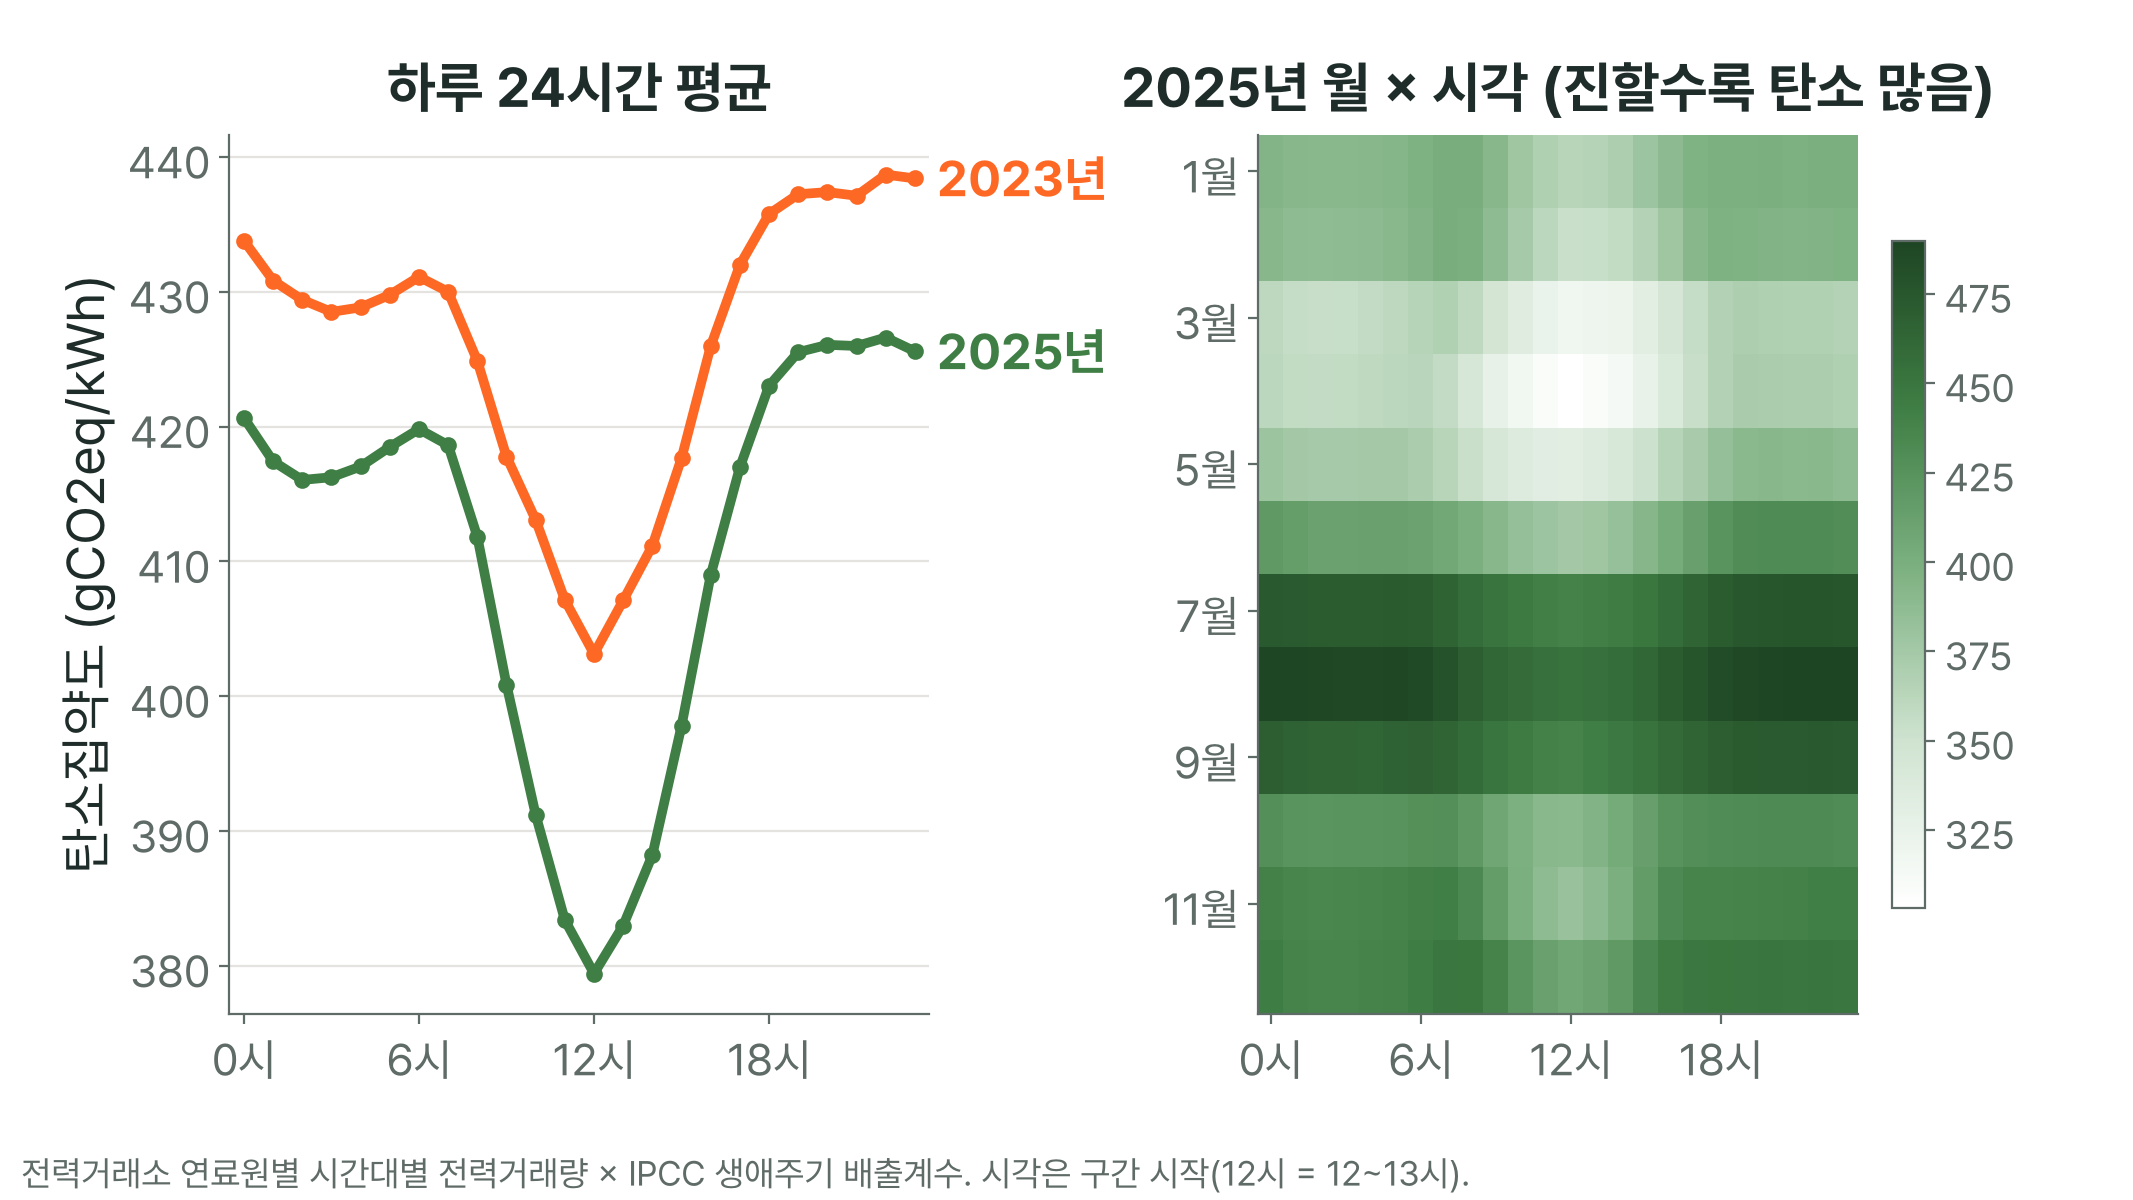 하루 24시간 평균
탄소집약도 (gCO2eq/kWh)
440
430
420
410
400
390
380
0시 6시 12시 18시
2023년
2025년
2025년 월 × 시각 (진할수록 탄소 많음)
1월
3월
5월
7월
9월
11월
0시 6시 12시 18시
475
450
425
400
375
350
325
전력거래소 연료원별 시간대별 전력거래량 × IPCC 생애주기 배출계수. 시각은 구간 시작(12시 = 12~13시).